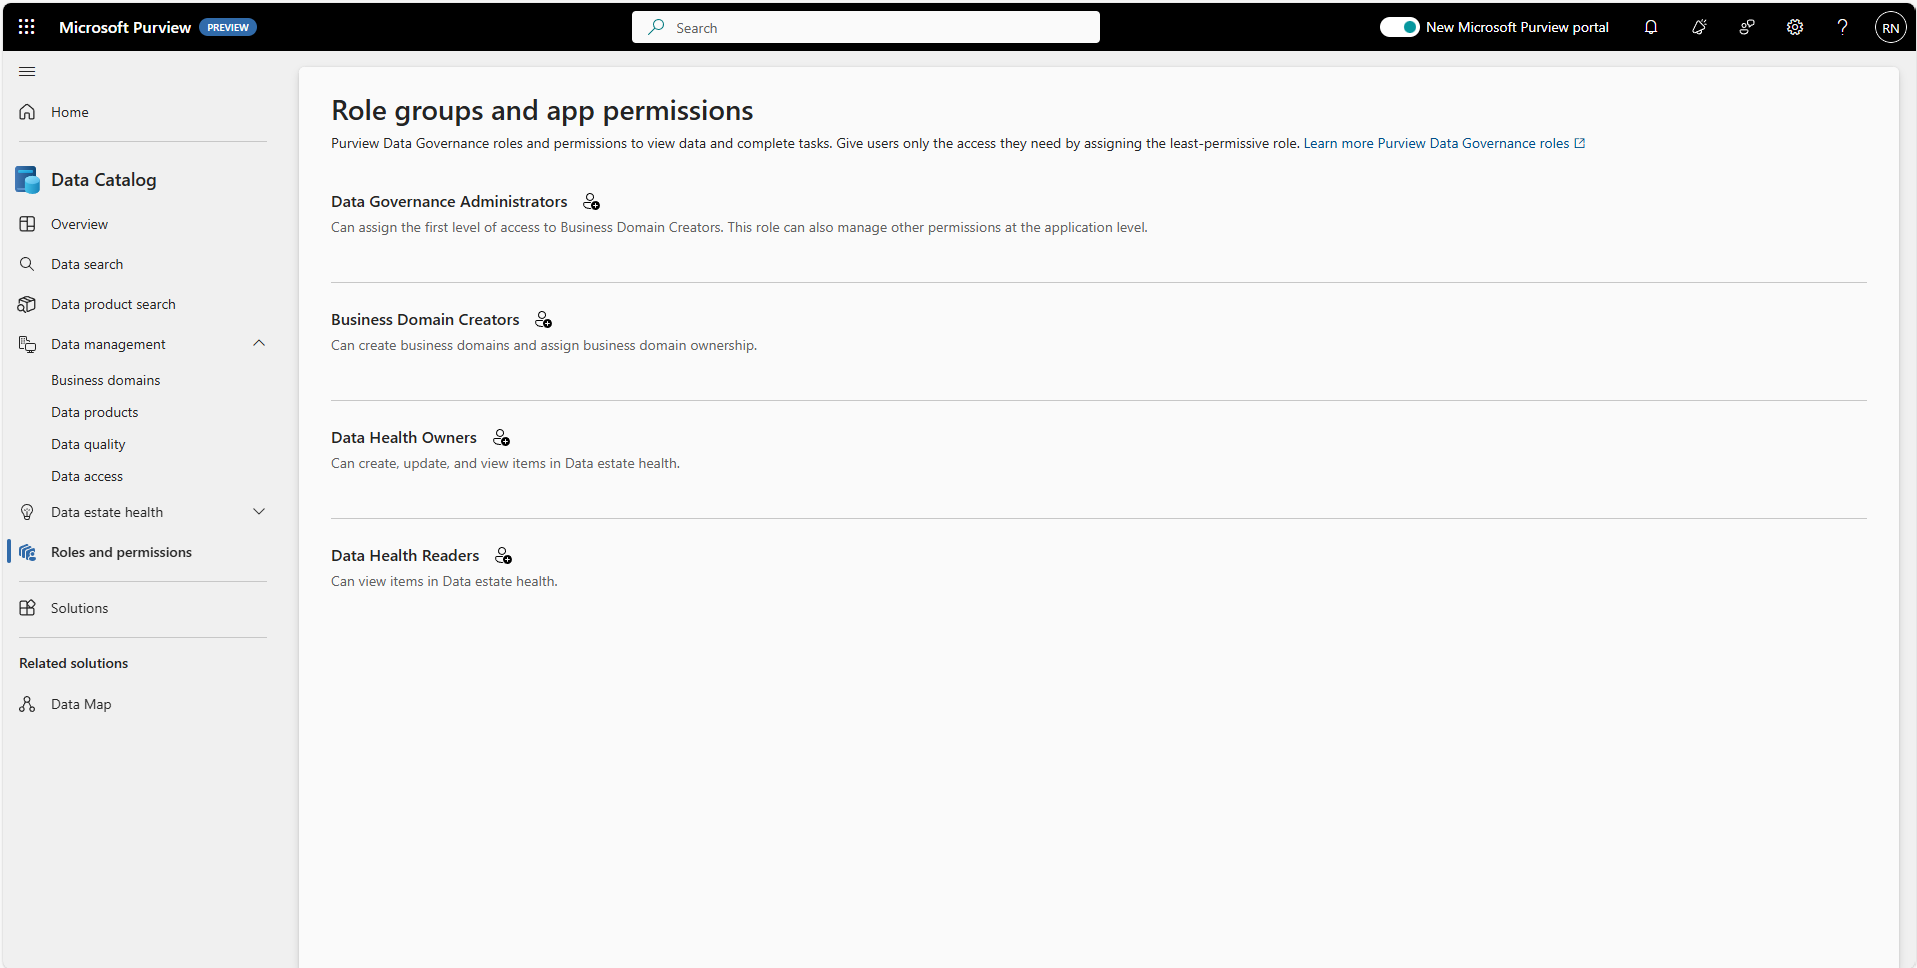 Microsoft Purview PREVIEW
Search
New Microsoft Purview portal
RN
Home
Data Catalog
Overview
Data search
Data product search
Data management
Business domains
Data products
Data quality
Data access
Data estate health
Roles and permissions
Solutions
Related solutions
Data Map
Role groups and app permissions
Purview Data Governance roles and permissions to view data and complete tasks. Give users only the access they need by assigning the least-permissive role. Learn more Purview Data Governance roles
Data Governance Administrators
Can assign the first level of access to Business Domain Creators. This role can also manage other permissions at the application level.
Business Domain Creators
Can create business domains and assign business domain ownership.
Data Health Owners
Can create, update, and view items in Data estate health.
Data Health Readers
Can view items in Data estate health.